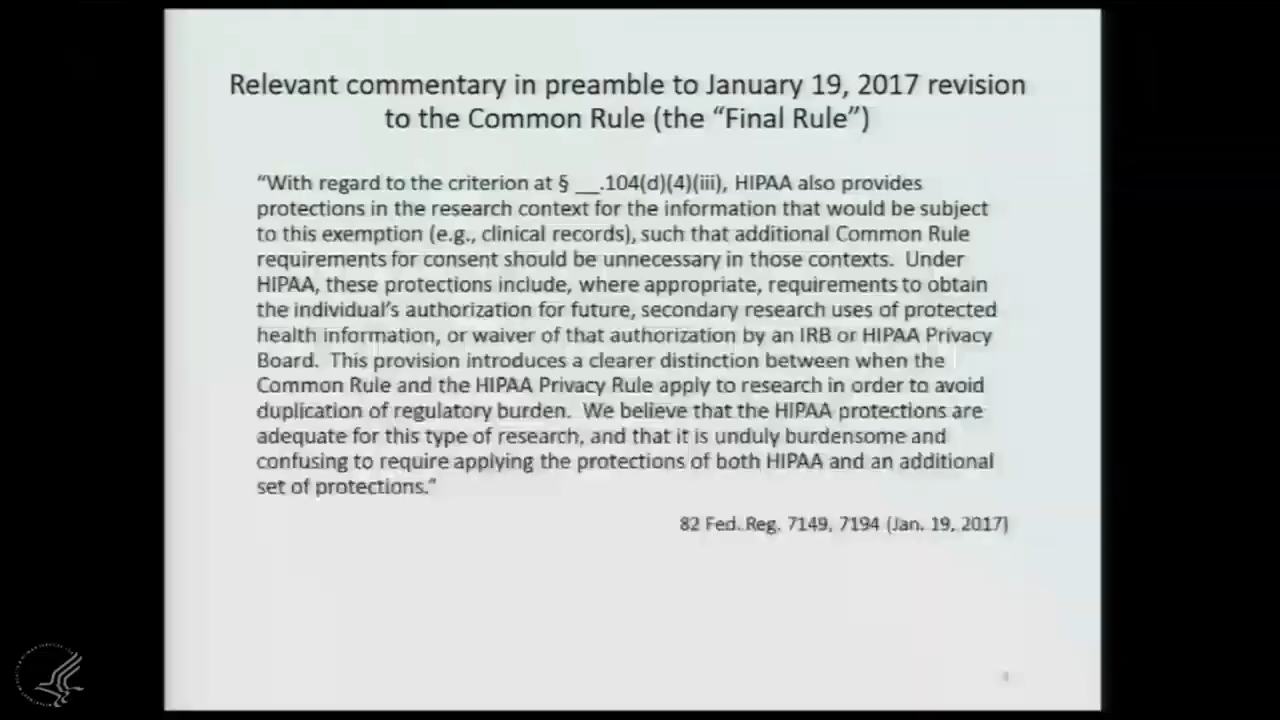 Relevant commentary in preamble to January 19, 2017 revision
to the Common Rule (the “Final Rule”)
“With regard to the criterion at § __.104(d)(4)(iii), HIPAA also provides
protections in the research context for the information that would be subject
to this exemption (e.g., clinical records), such that additional Common Rule
requirements for consent should be unnecessary in those contexts.  Under
HIPAA, these protections include, where appropriate, requirements to obtain
the individual’s authorization for future, secondary research uses of protected
health information, or waiver of that authorization by an IRB or HIPAA Privacy
Board.  This provision introduces a clearer distinction between when the
Common Rule and the HIPAA Privacy Rule apply to research in order to avoid
duplication of regulatory burden.  We believe that the HIPAA protections are
adequate for this type of research, and that it is unduly burdensome and
confusing to require applying the protections of both HIPAA and an additional
set of protections.”
82 Fed. Reg. 7149, 7194 (Jan. 19, 2017)